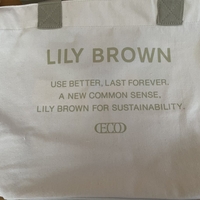 LILY BROWN
USE BETTER, LAST FOREVER.
A NEW COMMON SENSE,
LILY BROWN FOR SUSTAINABILITY.
ECO